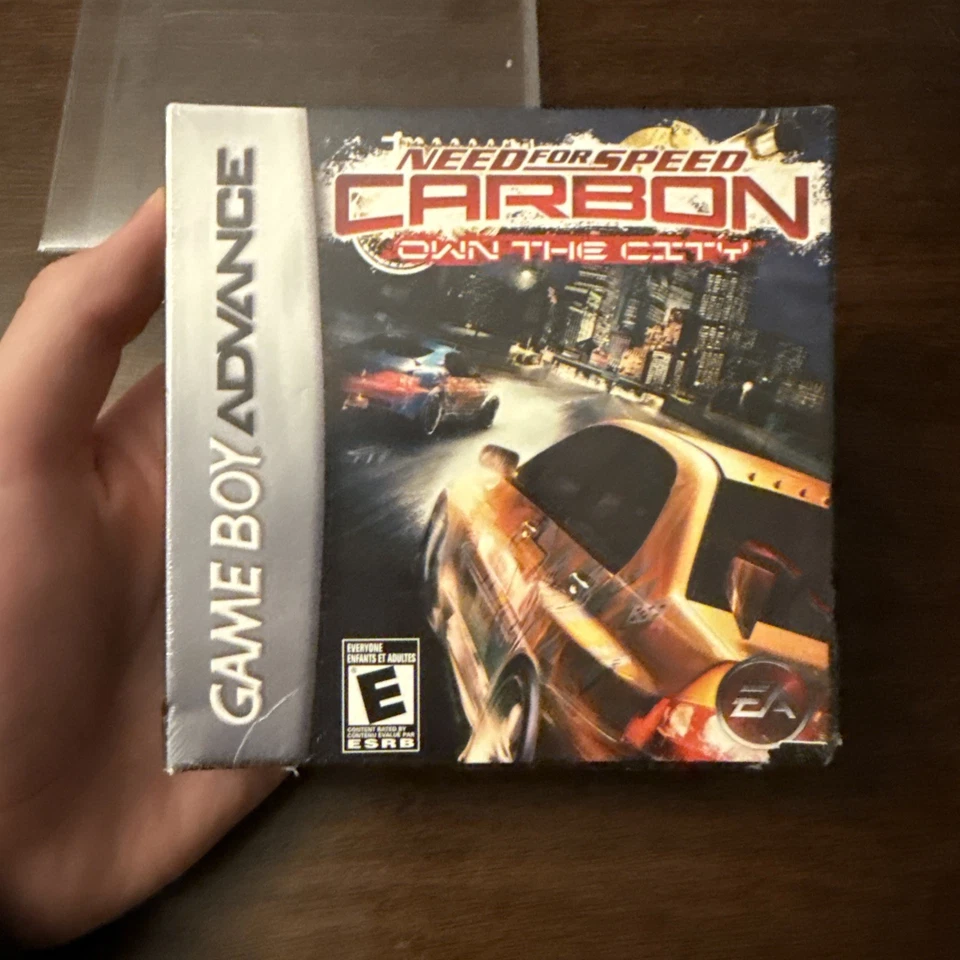 GAME BOY ADVANCE
NEED FOR SPEED
CARBON
OWN THE CITY
EVERYONE
ENFANTS ET ADULTES
E
CONTENT RATED BY
CONTENU ÉVALUÉ PAR
ESRB
EA